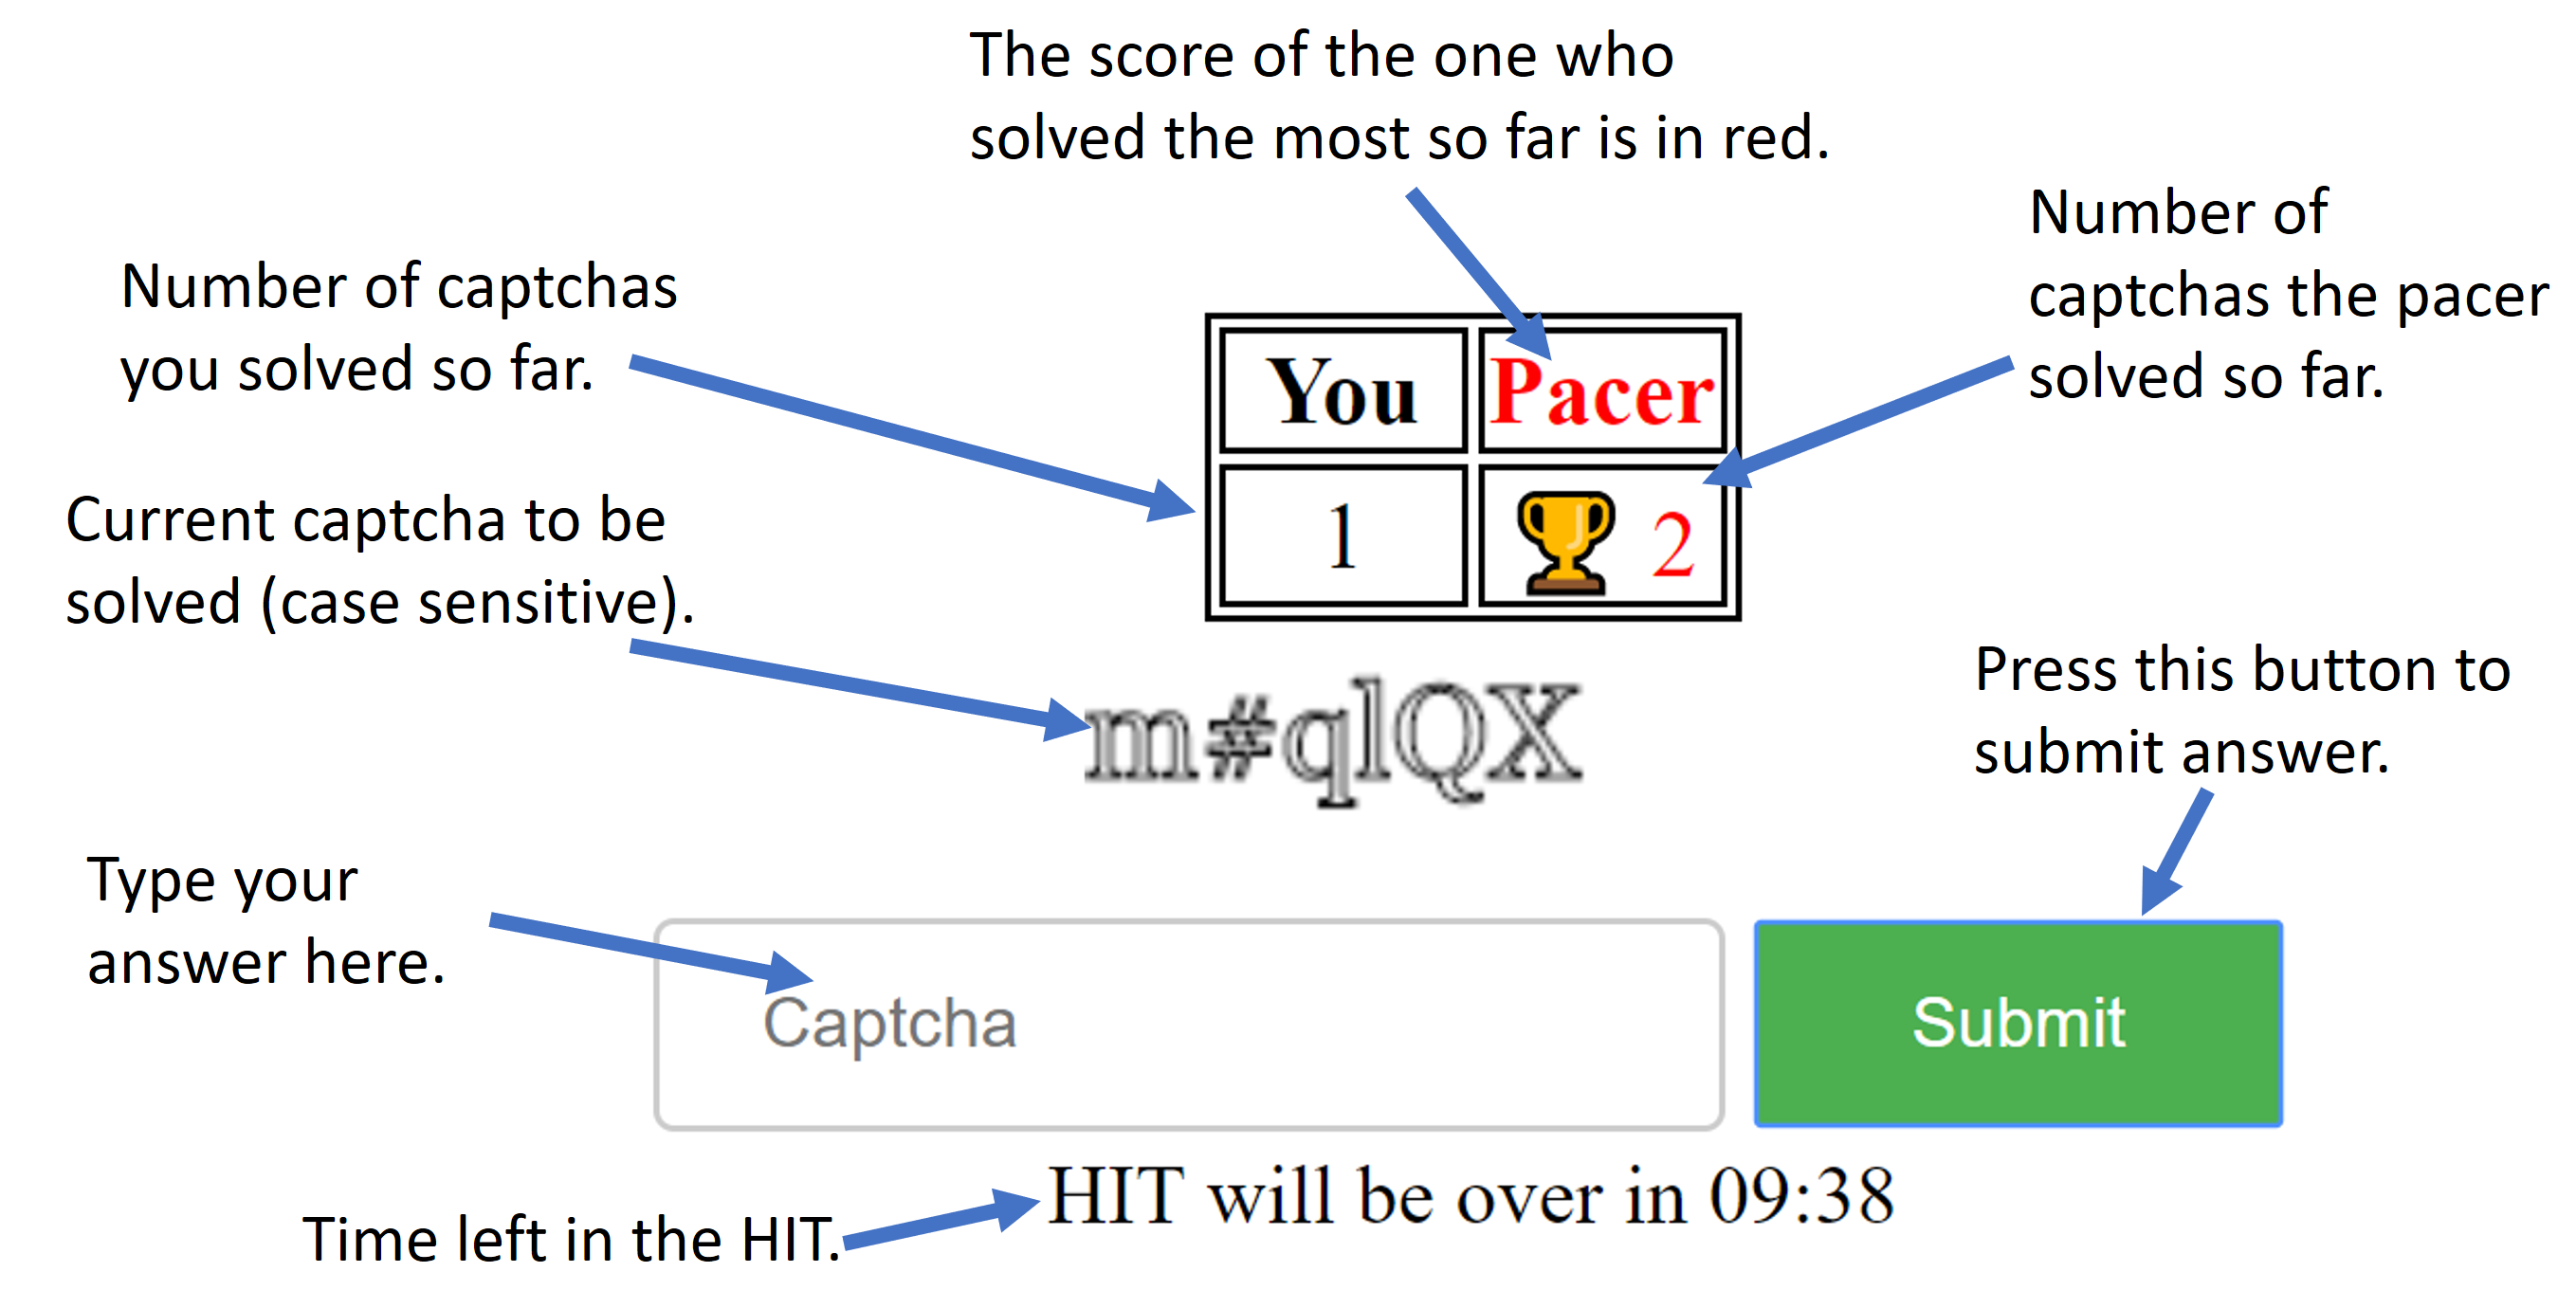 The score of the one who
solved the most so far is in red.
Number of
captchas the pacer
solved so far.
Number of captchas
you solved so far.
You Pacer
1 2
Current captcha to be
solved (case sensitive).
m#qlQX
Press this button to
submit answer.
Type your
answer here.
Captcha
Submit
HIT will be over in 09:38
Time left in the HIT.